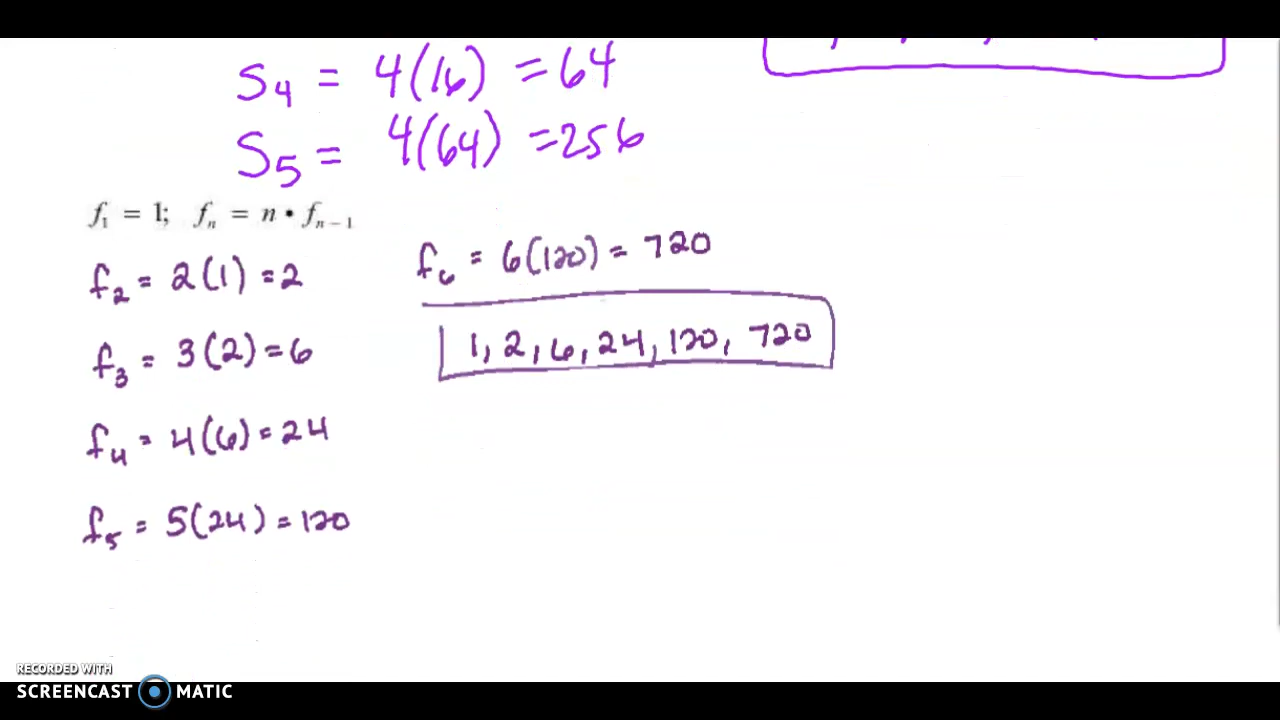 S₄ = 4(16) = 64
S₅ = 4(64) = 256
f₁ = 1; fₙ = n • fₙ₋₁
f₂ = 2(1) = 2
f₃ = 3(2) = 6
f₄ = 4(6) = 24
f₅ = 5(24) = 120
f₆ = 6(120) = 720
1, 2, 6, 24, 120, 720
RECORDED WITH
SCREENCAST MATIC